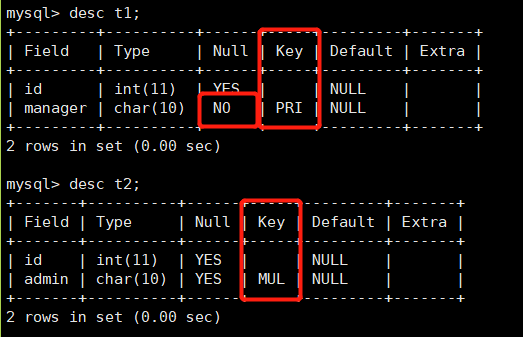 mysql> desc t1;
+---------+----------+------+-----+---------+-------+
| Field   | Type     | Null | Key | Default | Extra |
+---------+----------+------+-----+---------+-------+
| id      | int(11)  | YES  |     | NULL    |       |
| manager | char(10) | NO   | PRI | NULL    |       |
+---------+----------+------+-----+---------+-------+
2 rows in set (0.00 sec)
mysql> desc t2;
+-------+----------+------+-----+---------+-------+
| Field | Type     | Null | Key | Default | Extra |
+-------+----------+------+-----+---------+-------+
| id    | int(11)  | YES  |     | NULL    |       |
| admin | char(10) | YES  | MUL | NULL    |       |
+-------+----------+------+-----+---------+-------+
2 rows in set (0.00 sec)